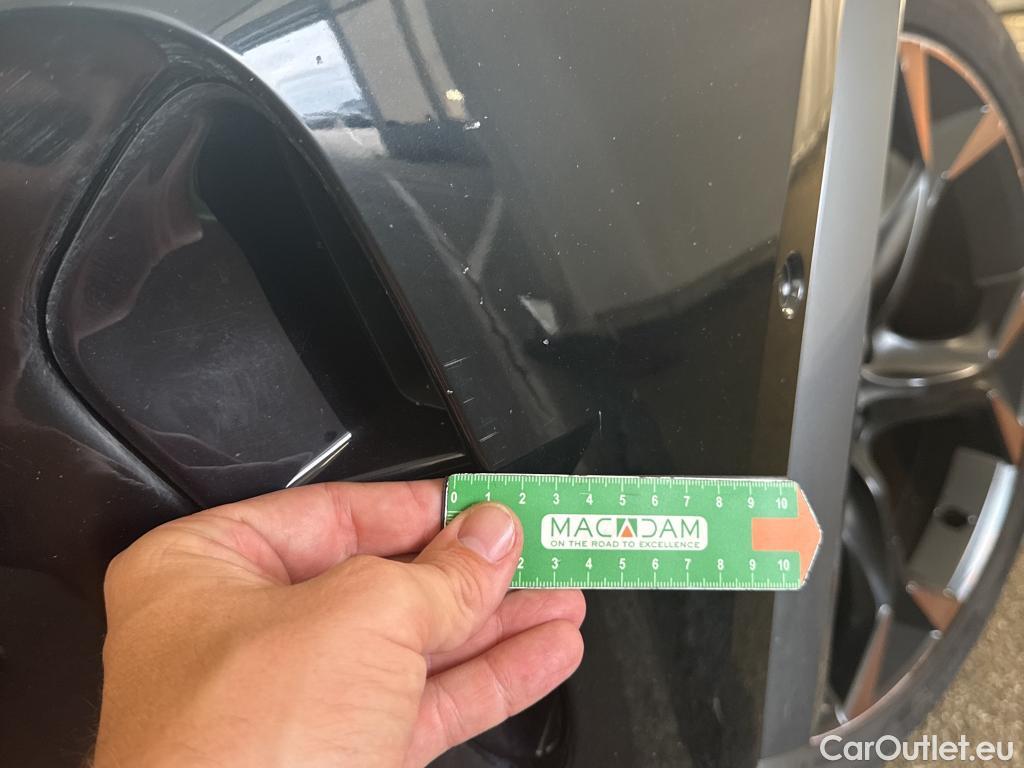 0 1 2 3 4 5 6 7 8 9 10
MACADAM
ON THE ROAD TO EXCELLENCE
2 3 4 5 6 7 8 9 10
CarOutlet.eu